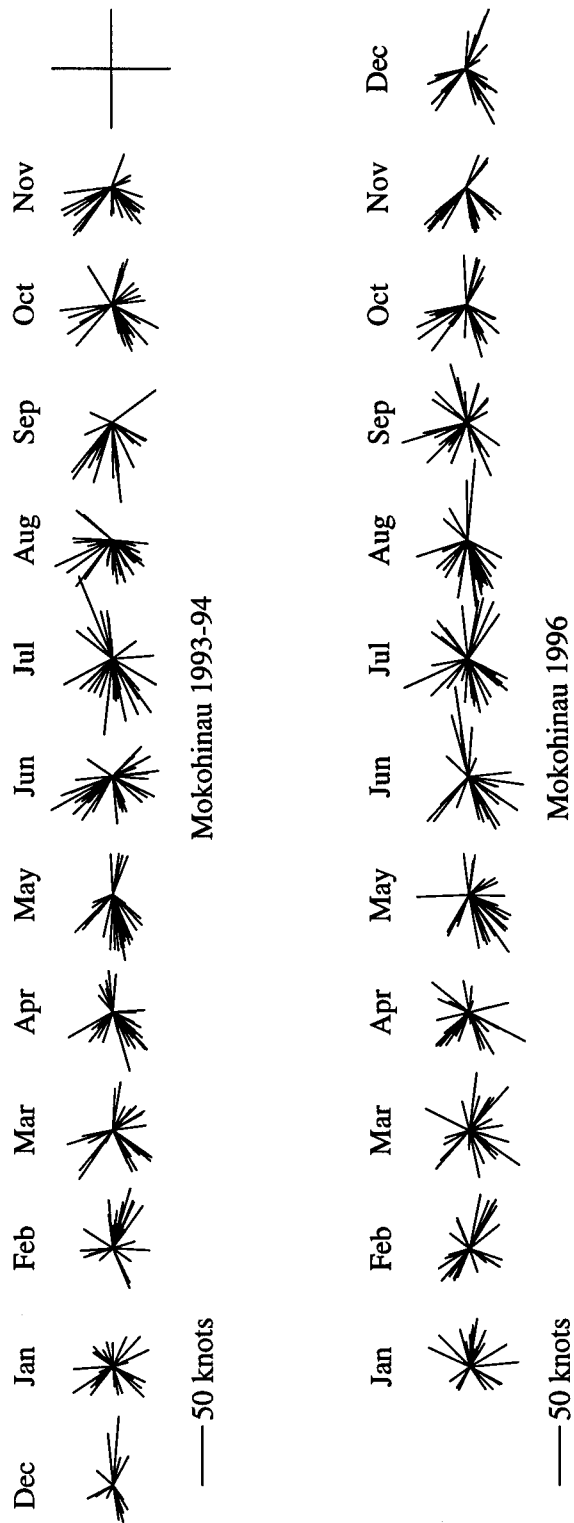 Dec Jan Feb Mar Apr May Jun Jul Aug Sep Oct Nov
50 knots
Mokohinau 1993-94
Jan Feb Mar Apr May Jun Jul Aug Sep Oct Nov Dec
50 knots
Mokohinau 1996